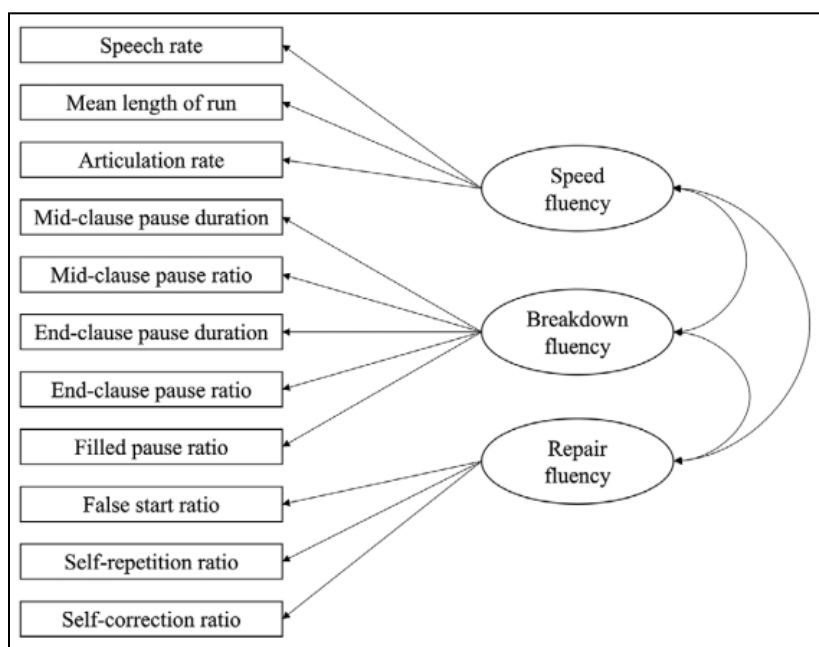 Speech rate
Mean length of run
Articulation rate
Mid-clause pause duration
Mid-clause pause ratio
End-clause pause duration
End-clause pause ratio
Filled pause ratio
False start ratio
Self-repetition ratio
Self-correction ratio
Speed
fluency
Breakdown
fluency
Repair
fluency